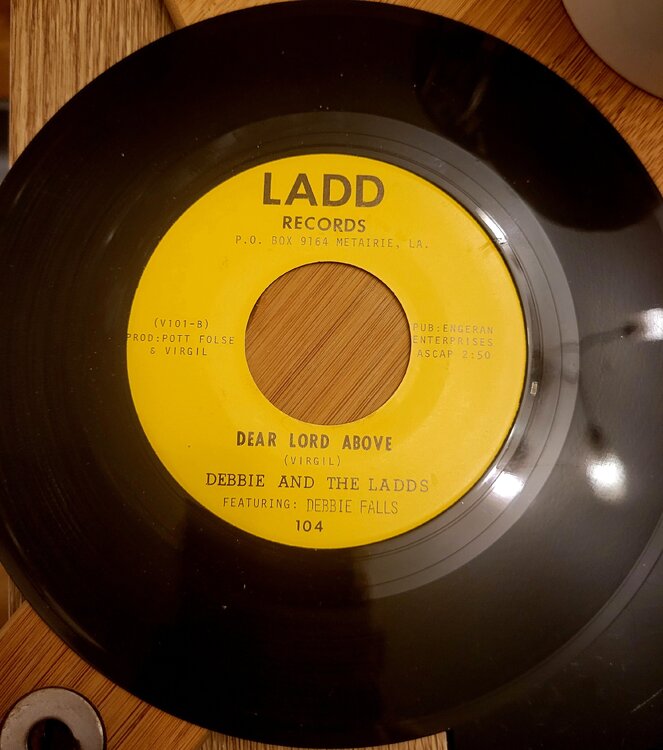 LADD
RECORDS
P.O. BOX 9164 METAIRIE, LA.
(V101-B)
PROD:POTT FOLSE
& VIRGIL
PUB:ENGERAN
ENTERPRISES
ASCAP 2:50
DEAR LORD ABOVE
(VIRGIL)
DEBBIE AND THE LADDS
FEATURING: DEBBIE FALLS
104